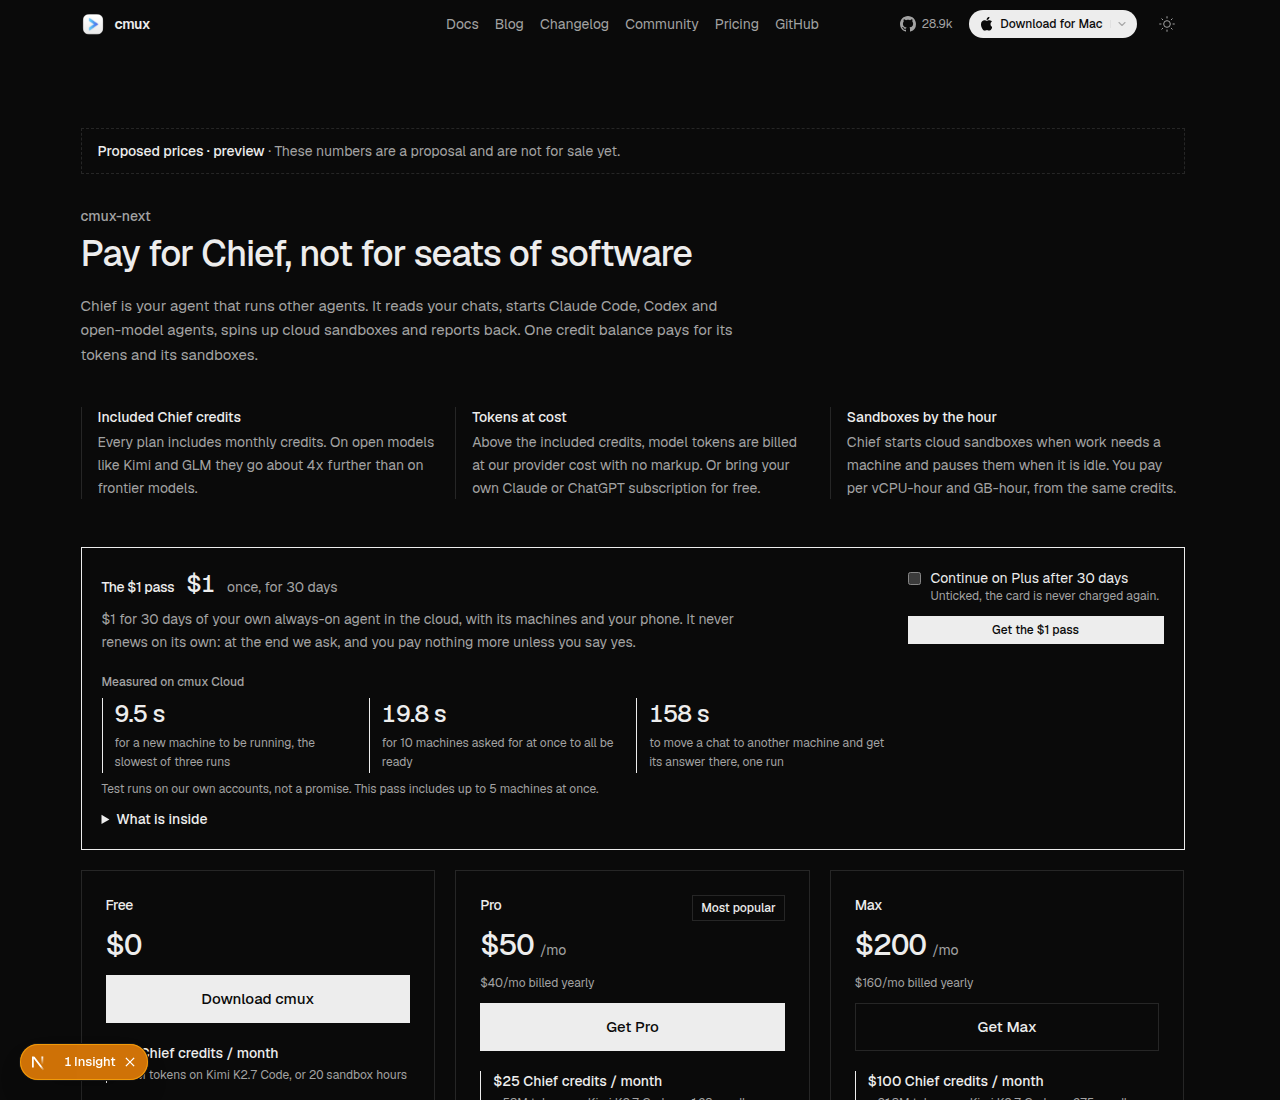 cmux
Docs Blog Changelog Community Pricing GitHub
28.9k
Download for Mac
Proposed prices · preview · These numbers are a proposal and are not for sale yet.
cmux-next
Pay for Chief, not for seats of software
Chief is your agent that runs other agents. It reads your chats, starts Claude Code, Codex and
open-model agents, spins up cloud sandboxes and reports back. One credit balance pays for its
tokens and its sandboxes.
Included Chief credits
Every plan includes monthly credits. On open models
like Kimi and GLM they go about 4x further than on
frontier models.
Tokens at cost
Above the included credits, model tokens are billed
at our provider cost with no markup. Or bring your
own Claude or ChatGPT subscription for free.
Sandboxes by the hour
Chief starts cloud sandboxes when work needs a
machine and pauses them when it is idle. You pay
per vCPU-hour and GB-hour, from the same credits.
The $1 pass $1 once, for 30 days
$1 for 30 days of your own always-on agent in the cloud, with its machines and your phone. It never
renews on its own: at the end we ask, and you pay nothing more unless you say yes.
Continue on Plus after 30 days
Unticked, the card is never charged again.
Get the $1 pass
Measured on cmux Cloud
9.5 s
for a new machine to be running, the
slowest of three runs
19.8 s
for 10 machines asked for at once to all be
ready
158 s
to move a chat to another machine and get
its answer there, one run
Test runs on our own accounts, not a promise. This pass includes up to 5 machines at once.
What is inside
Free
$0
Download cmux
Chief credits / month
tokens on Kimi K2.7 Code, or 20 sandbox hours
Pro
Most popular
$50 /mo
$40/mo billed yearly
Get Pro
$25 Chief credits / month
Max
$200 /mo
$160/mo billed yearly
Get Max
$100 Chief credits / month
1 Insight